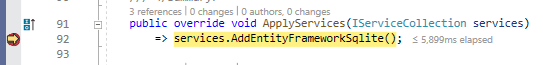 3 references | 0 changes | 0 authors, 0 changes
91 public override void ApplyServices(IServiceCollection services)
92 => services.AddEntityFrameworkSqlite(); ≤ 5,899ms elapsed
93